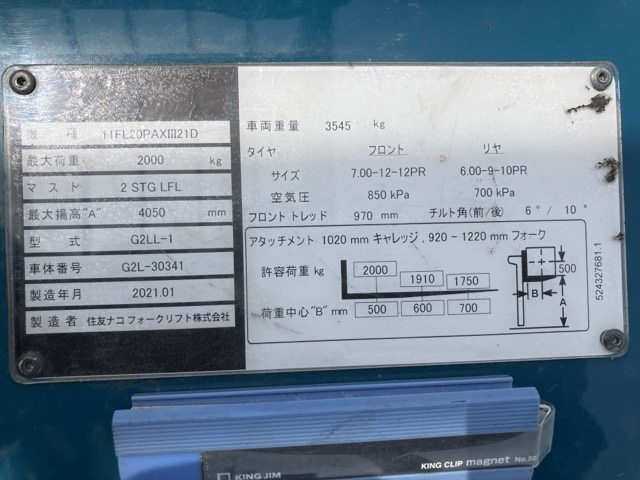 機 種 11FL20PAXIII21D
最大荷重 2000 kg
マスト 2 STG LFL
最大揚高"A" 4050 mm
型 式 G2LL-1
車体番号 G2L-30341
製造年月 2021.01
製造者 住友ナコ フォークリフト株式会社
車両重量 3545 kg
タイヤ フロント リヤ
サイズ 7.00-12-12PR 6.00-9-10PR
空気圧 850 kPa 700 kPa
フロント トレッド 970 mm チルト角(前/後) 6°/ 10°
アタッチメント 1020 mm キャレッジ, 920 - 1220 mm フォーク
許容荷重 kg 2000 1910 1750
荷重中心"B" mm 500 600 700
500
B
A
524327681.1
KING JIM
KING CLIP magnet